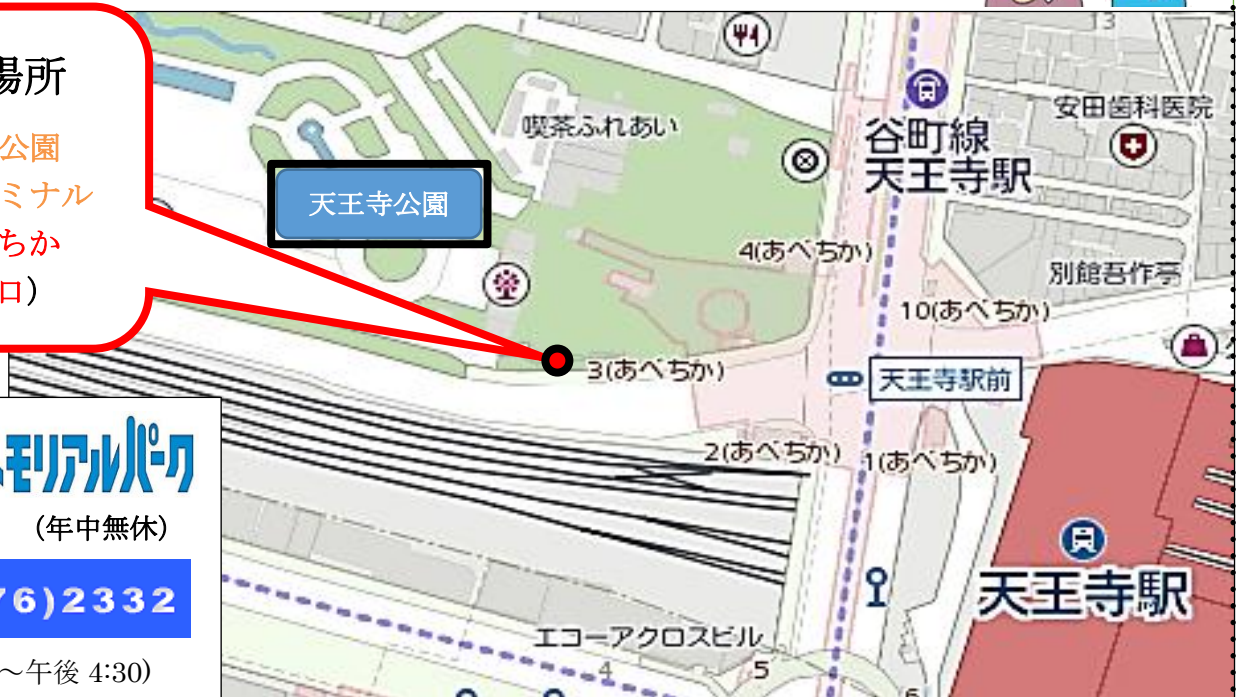 場所
公園
ミナル
ちか
口)
喫茶ふれあい
天王寺公園
谷町線
天王寺駅
安田歯科医院
13
4(あべちか)
別館吾作亭
10(あべちか)
3(あべちか)
天王寺駅前
2(あべちか)
1(あべちか)
モリアルパーク
(年中無休)
76)2332
～午後 4:30)
天王寺駅
エコーアクロスビル
4
5
6